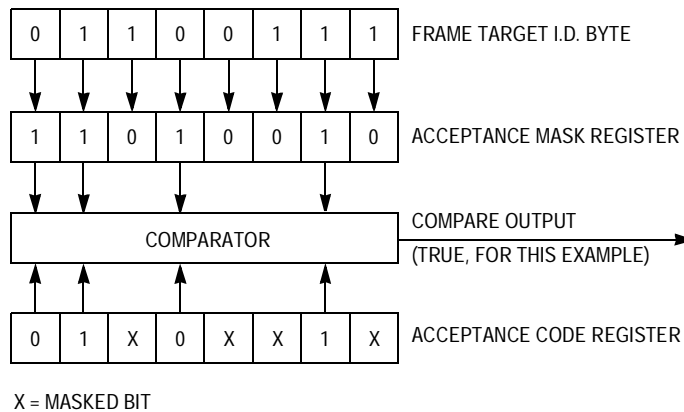 0 1 1 0 0 1 1 1 FRAME TARGET I.D. BYTE
1 1 0 1 0 0 1 0 ACCEPTANCE MASK REGISTER
COMPARATOR
COMPARE OUTPUT
(TRUE, FOR THIS EXAMPLE)
0 1 X 0 X X 1 X ACCEPTANCE CODE REGISTER
X = MASKED BIT